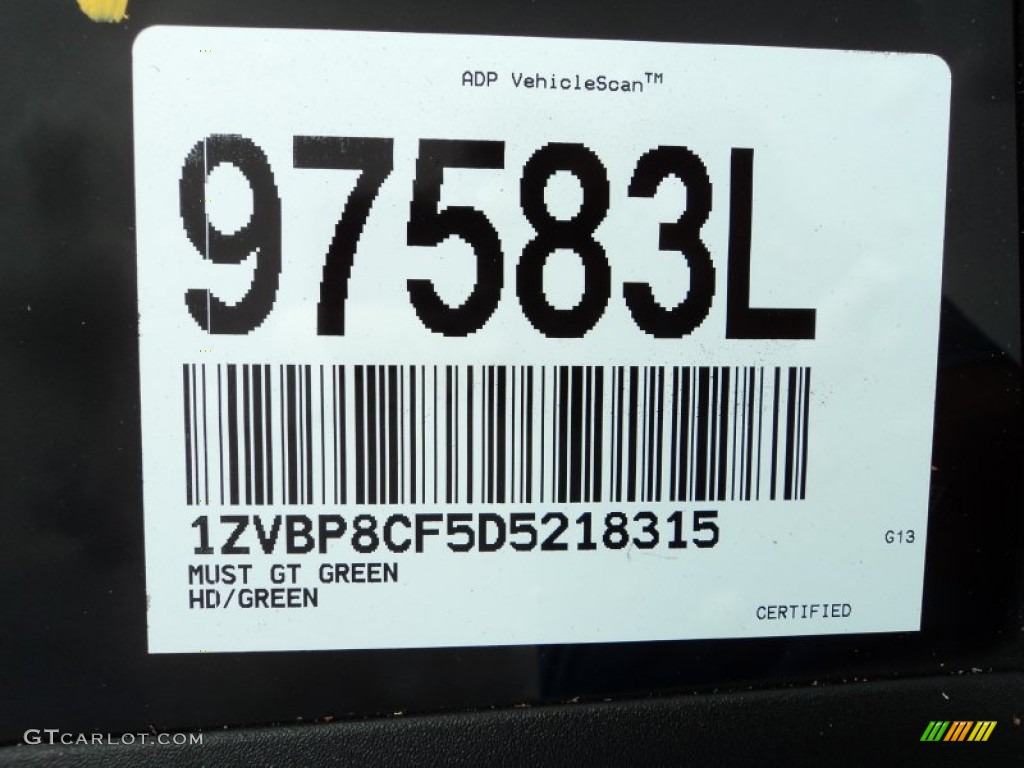 ADP VehicleScan™
97583L
1ZVBP8CF5D5218315
G13
MUST GT GREEN
HD/GREEN
CERTIFIED
GTCARLOT.COM